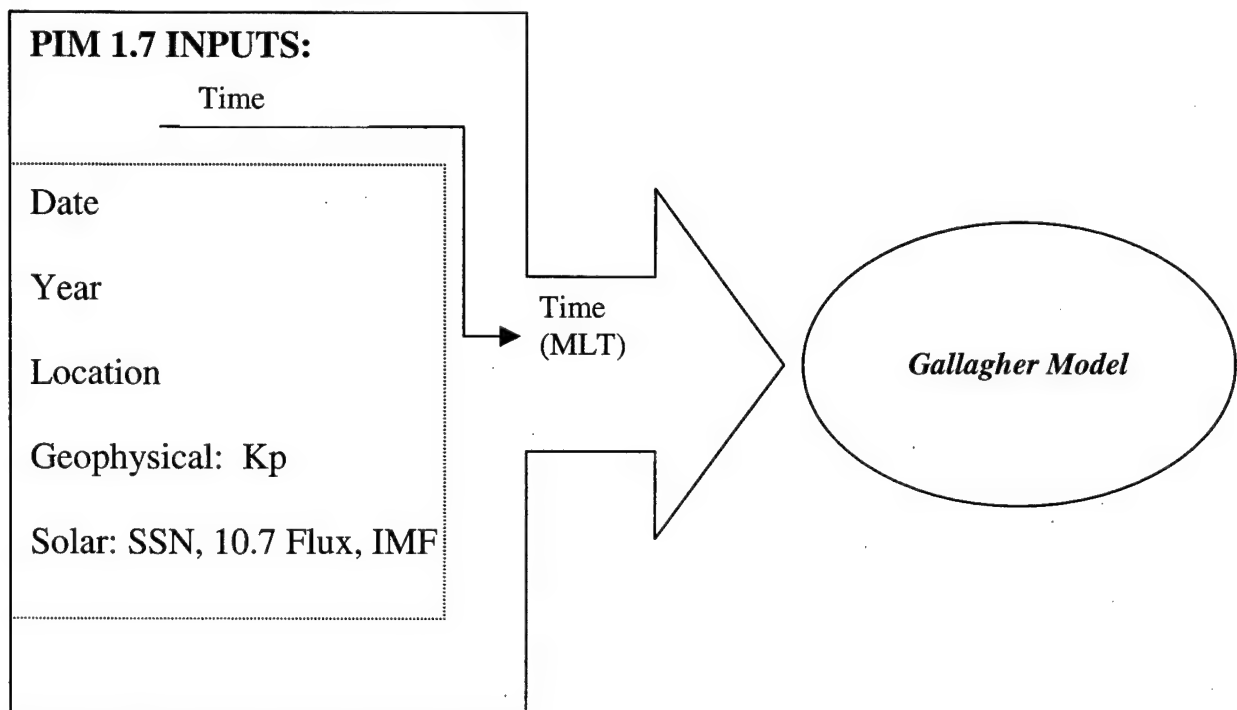 PIM 1.7 INPUTS:
Time
Date
Year
Location
Geophysical: Kp
Solar: SSN, 10.7 Flux, IMF
Time
(MLT)
Gallagher Model